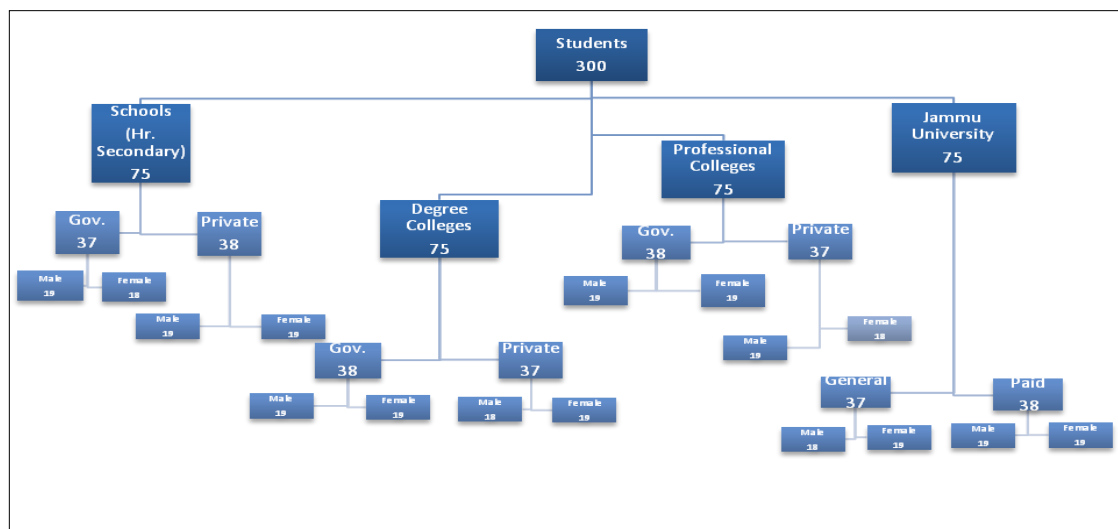 Students
300
Schools
(Hr.
Secondary)
75
Gov.
37
Male
19
Female
18
Private
38
Male
19
Female
19
Degree
Colleges
75
Gov.
38
Male
19
Female
19
Private
37
Male
18
Female
19
Professional
Colleges
75
Gov.
38
Male
19
Female
19
Private
37
Male
19
Female
18
Jammu
University
75
General
37
Male
18
Female
19
Paid
38
Male
19
Female
19